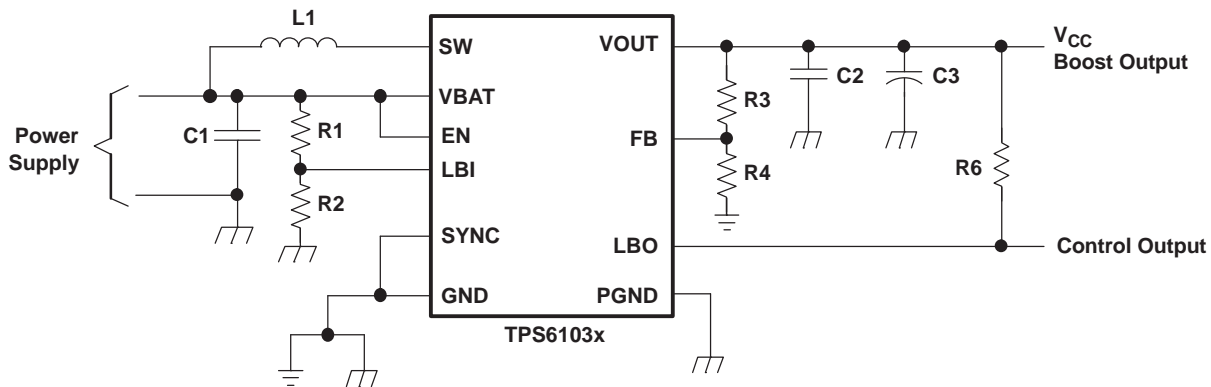 L1
SW
VOUT
V_CC
Boost Output
C2
C3
R3
VBAT
Power
Supply
C1
R1
EN
FB
LBI
R4
R6
R2
SYNC
LBO
Control Output
GND
PGND
TPS6103x